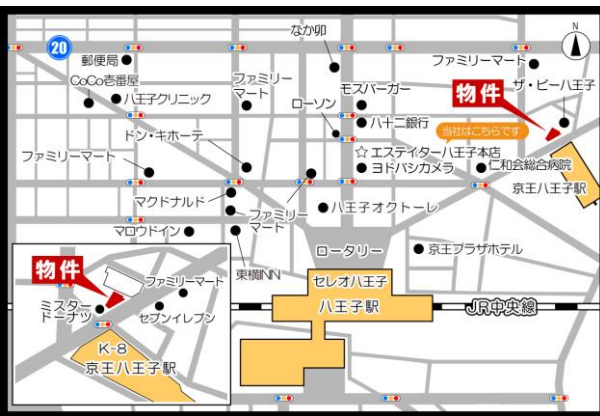 なか卯
N
20
郵便局
ファミリーマート
CoCo壱番屋
ファミリー
マート
モスバーガー
物件
ザ・ビー八王子
八王子クリニック
ローソン
八十二銀行
当社はこちらです
ドン・キホーテ
☆エステイター八王子本店
ファミリーマート
ヨドバシカメラ
仁和会総合病院
京王八王子駅
マクドナルド
ファミリー
マート
八王子オクトーレ
マロウドイン
東横INN
ロータリー
京王プラザホテル
セレオ八王子
八王子駅
JR中央線
物件
ファミリーマート
ミスター
ドーナツ
セブンイレブン
K-8
京王八王子駅